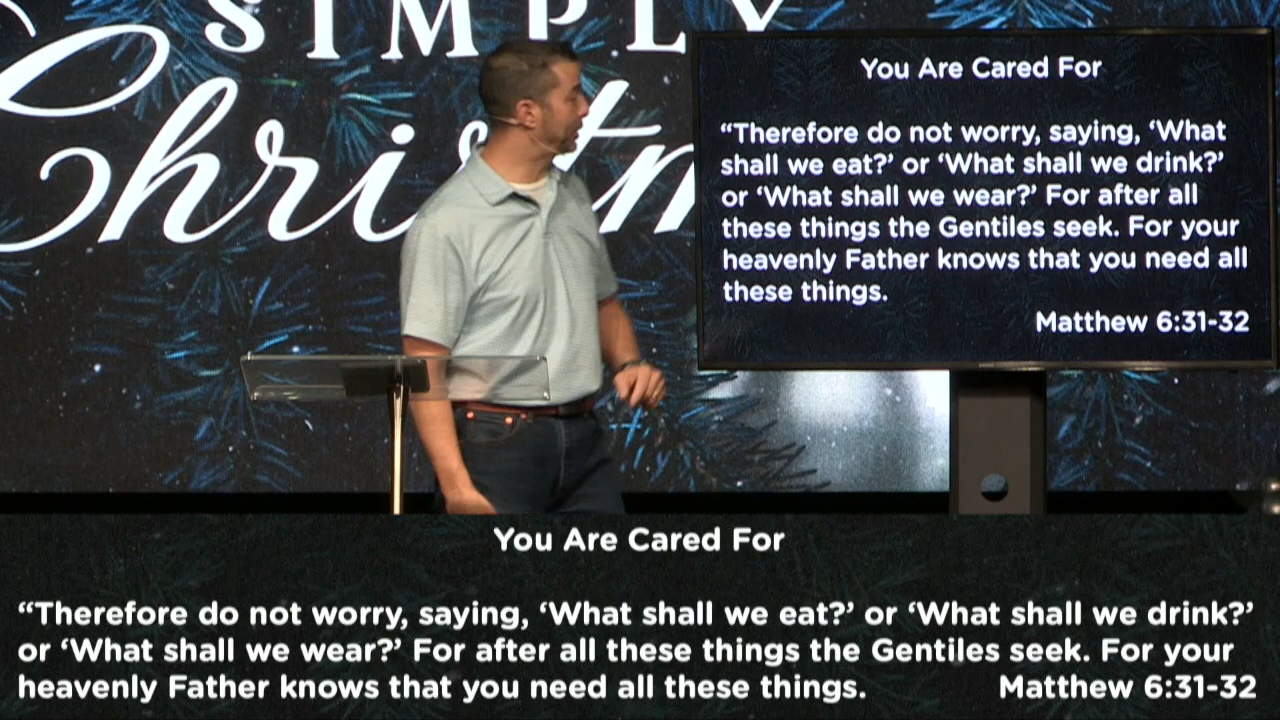 SIMPLY
Christm
You Are Cared For
“Therefore do not worry, saying, ‘What
shall we eat?’ or ‘What shall we drink?’
or ‘What shall we wear?’ For after all
these things the Gentiles seek. For your
heavenly Father knows that you need all
these things.
Matthew 6:31-32
You Are Cared For
“Therefore do not worry, saying, ‘What shall we eat?’ or ‘What shall we drink?’
or ‘What shall we wear?’ For after all these things the Gentiles seek. For your
heavenly Father knows that you need all these things. Matthew 6:31-32